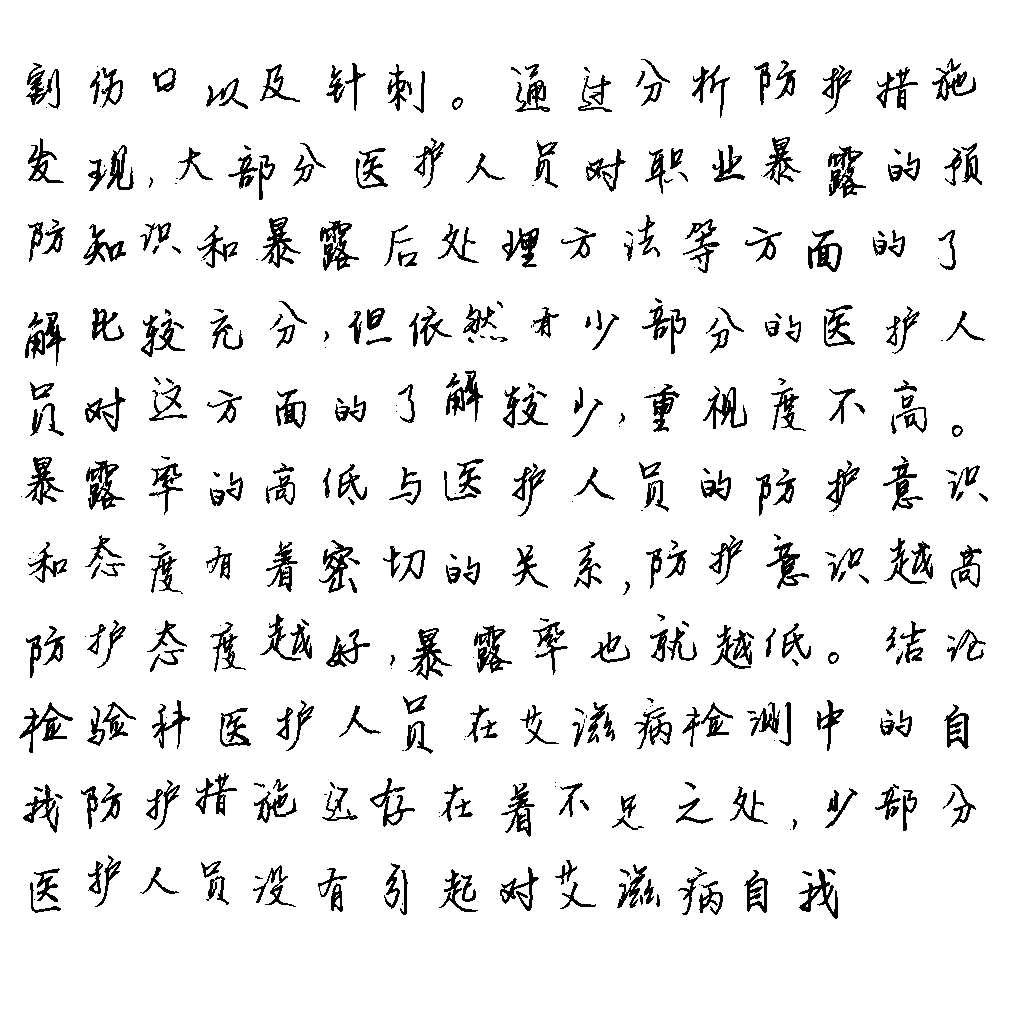 割伤口以及针刺。通过分析防护措施
发现,大部分医护人员对职业暴露的预
防知识和暴露后处理方法等方面的了
解比较充分,但依然有少部分的医护人
员对这方面的了解较少,重视度不高。
暴露率的高低与医护人员的防护意识
和态度有着密切的关系,防护意识越高
防护态度越好,暴露率也就越低。结论
检验科医护人员在艾滋病检测中的自
我防护措施还存在着不足之处,少部分
医护人员没有引起对艾滋病自我